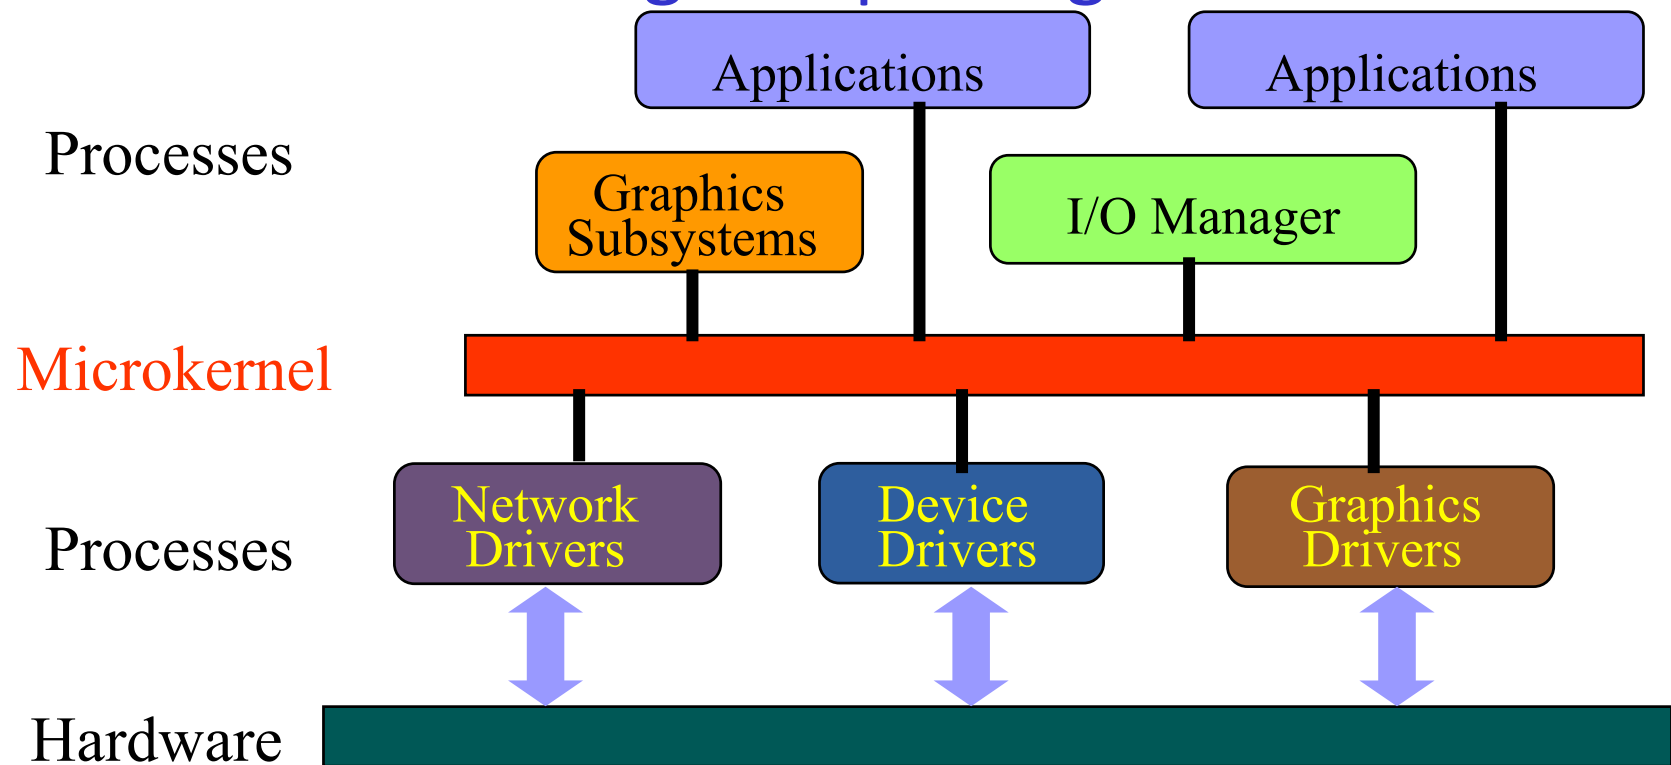 Applications
Applications
Processes
Graphics
Subsystems
I/O Manager
Microkernel
Network
Drivers
Device
Drivers
Graphics
Drivers
Processes
Hardware